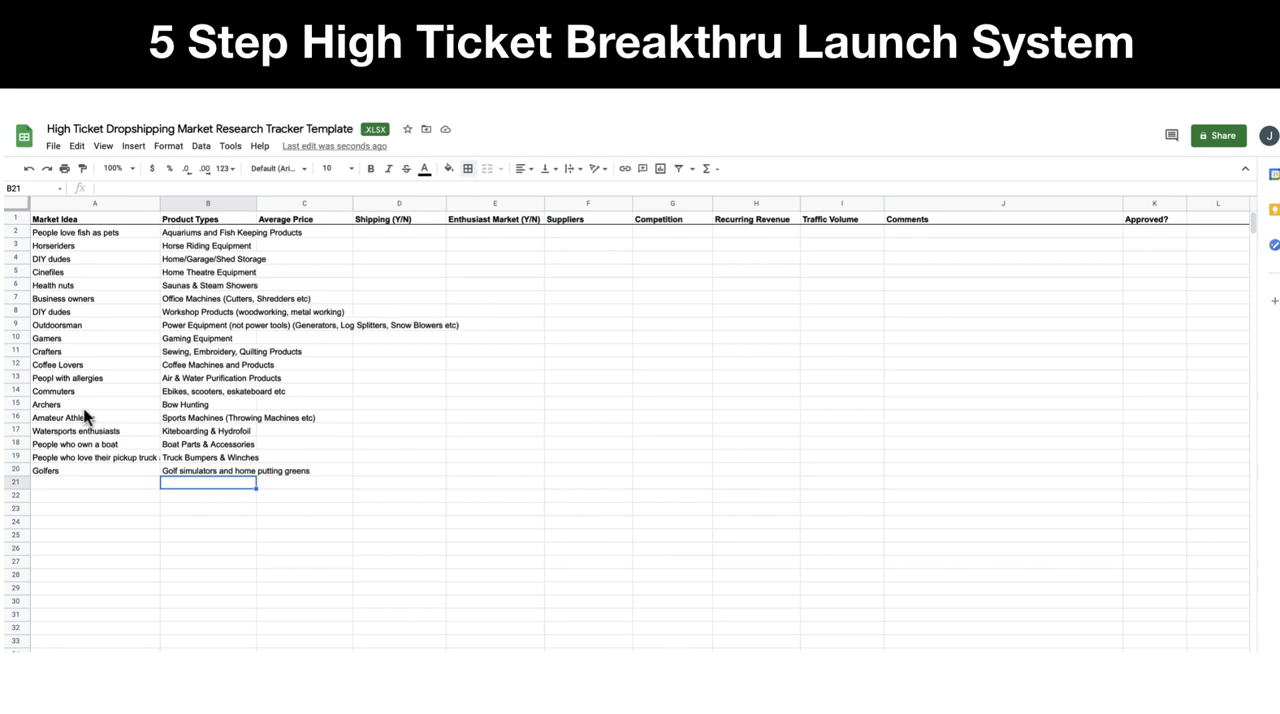 5 Step High Ticket Breakthru Launch System
High Ticket Dropshipping Market Research Tracker Template .XLSX
Share
J
File Edit View Insert Format Data Tools Help Last edit was seconds ago
100% $ % .0 .00 123 Default (Ari... 10 B I S A
B21 fx
A B C D E F G H I J K L
1 Market Idea Product Types Average Price Shipping (Y/N) Enthusiast Market (Y/N) Suppliers Competition Recurring Revenue Traffic Volume Comments Approved?
2 People love fish as pets Aquariums and Fish Keeping Products
3 Horseriders Horse Riding Equipment
4 DIY dudes Home/Garage/Shed Storage
5 Cinefiles Home Theatre Equipment
6 Health nuts Saunas & Steam Showers
7 Business owners Office Machines (Cutters, Shredders etc)
8 DIY dudes Workshop Products (woodworking, metal working)
9 Outdoorsman Power Equipment (not power tools) (Generators, Log Splitters, Snow Blowers etc)
10 Gamers Gaming Equipment
11 Crafters Sewing, Embroidery, Quilting Products
12 Coffee Lovers Coffee Machines and Products
13 Peopl with allergies Air & Water Purification Products
14 Commuters Ebikes, scooters, eskateboard etc
15 Archers Bow Hunting
16 Amateur Sports Machines (Throwing Machines etc)
17 Watersports enthusiasts Kiteboarding & Hydrofoil
18 People who own a boat Boat Parts & Accessories
19 People who love their pickup truck Truck Bumpers & Winches
20 Golfers Golf simulators and home putting greens
21
22
23
24
25
26
27
28
29
30
31
32
33